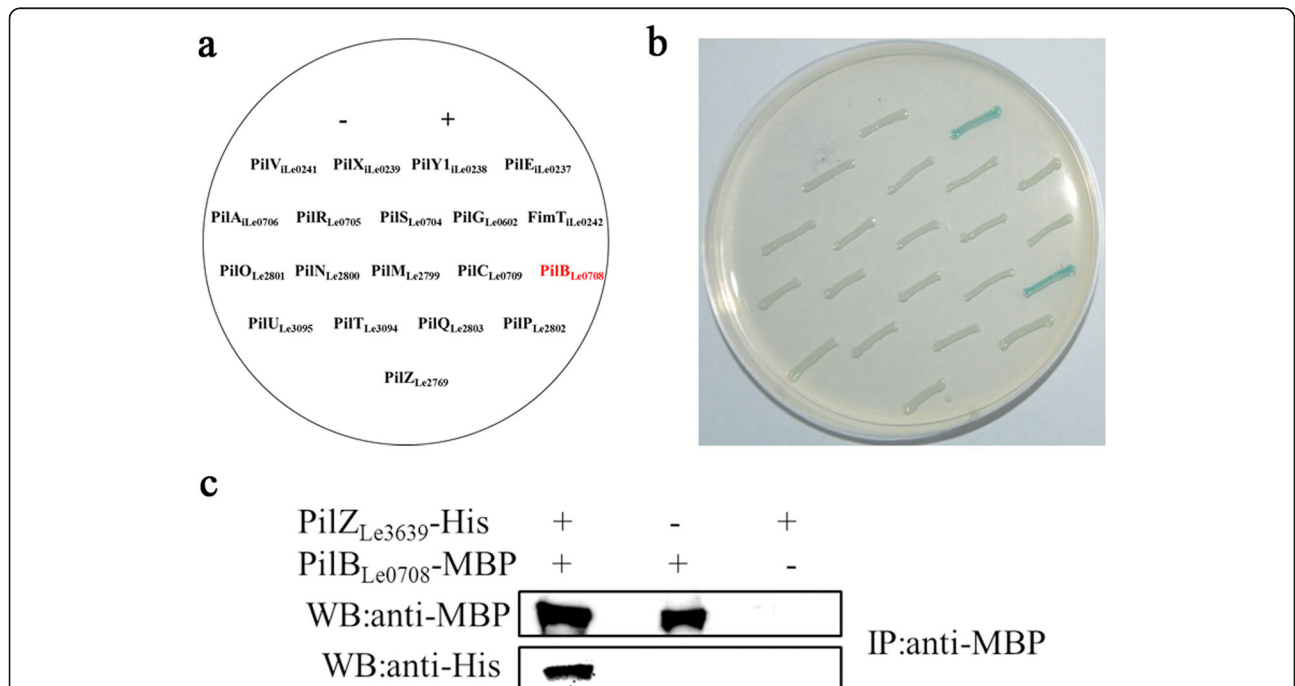 a
b
- +
PilViLe0241 PilXiLe0239 PilY1iLe0238 PilEiLe0237
PilAiLe0706 PilRLe0705 PilSLe0704 PilGLe0602 FimTiLe0242
PilOLe2801 PilNLe2800 PilMLe2799 PilCLe0709 PilBLe0708
PilULe3095 PilTLe3094 PilQLe2803 PilPLe2802
PilZLe2769
c
PilZLe3639-His + - +
PilBLe0708-MBP + + -
WB:anti-MBP
IP:anti-MBP
WB:anti-His